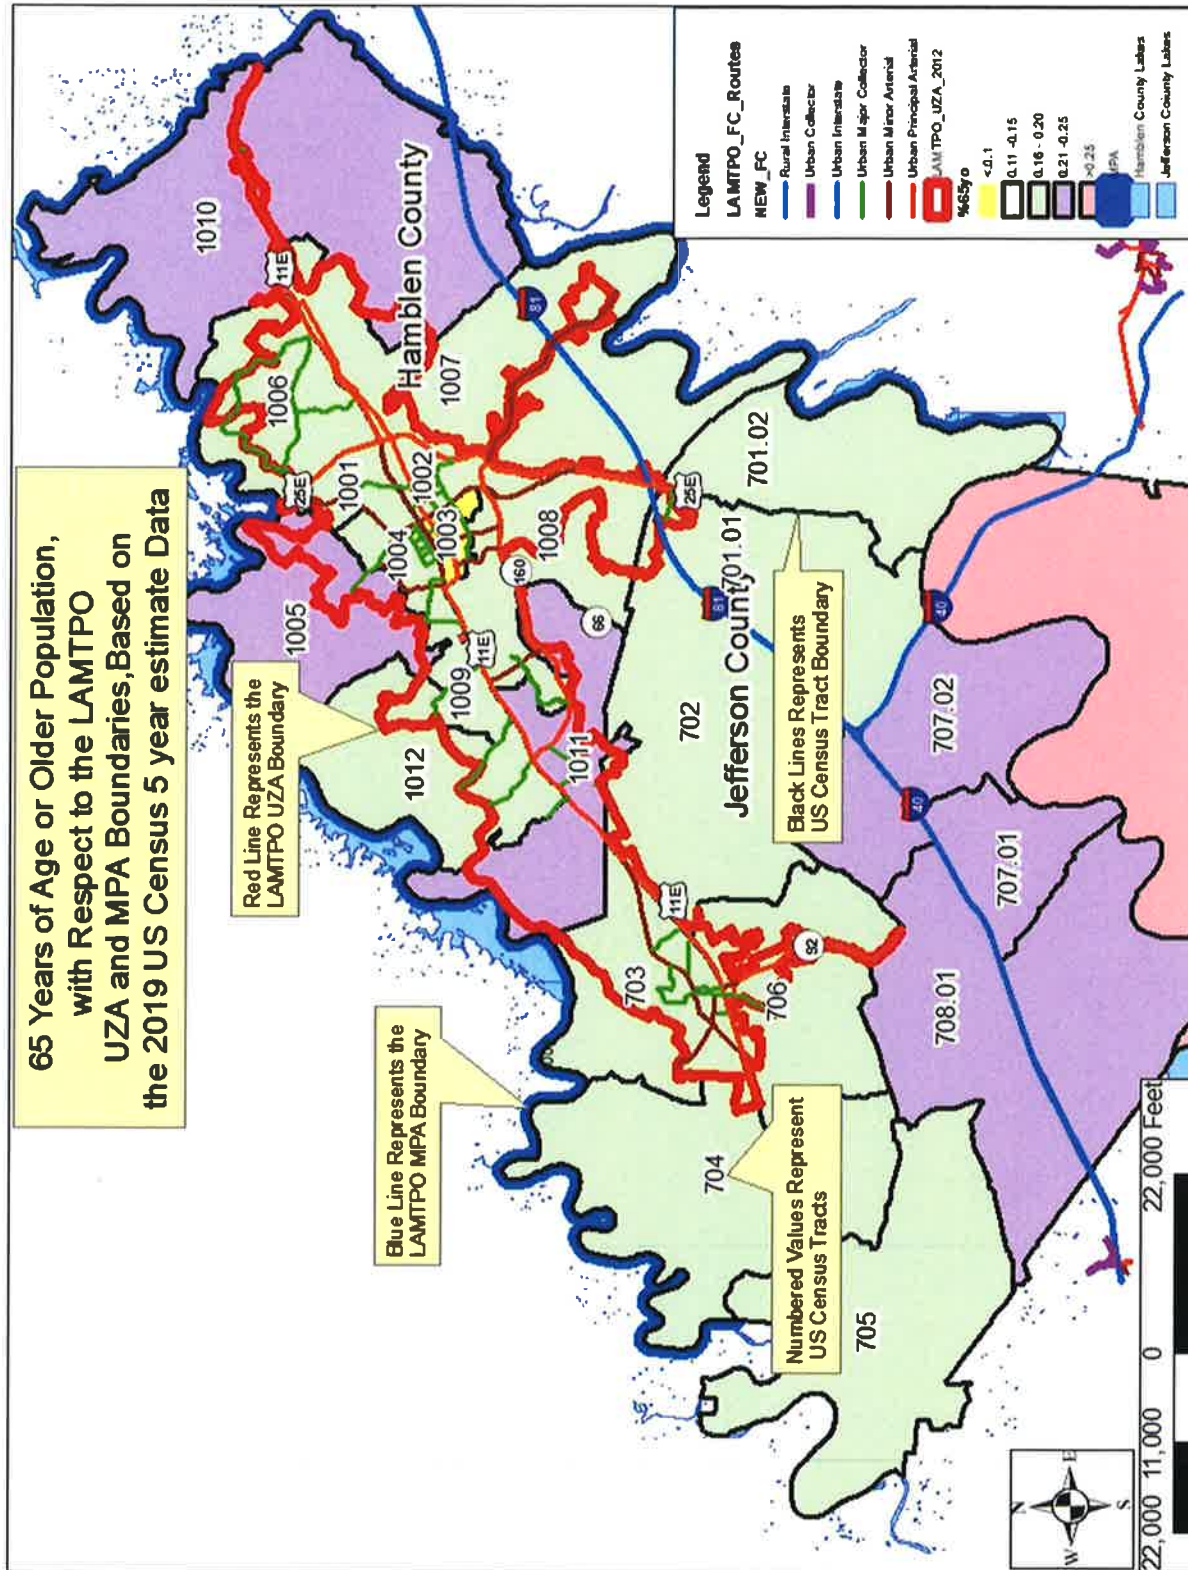 65 Years of Age or Older Population,
with Respect to the LAMTPO
UZA and MPA Boundaries,Based on
the 2019 US Census 5 year estimate Data
Red Line Represents the
LAMTPO UZA Boundary
Blue Line Represents the
LAMTPO MPA Boundary
Numbered Values Represent
US Census Tracts
Black Lines Represents
US Census Tract Boundary
Hamblen County
Jefferson County
1010
11E
1006
25E
1001
1002
1003
1004
1005
1007
81
1008
160
66
25E
1009
11E
1012
1011
701.02
701.01
81
702
40
707.02
40
707.01
708.01
11E
92
703
706
704
705
Legend
LAMTPO_FC_Routes
NEW_FC
Rural Interstate
Urban Collector
Urban Interstate
Urban Major Collector
Urban Minor Arterial
Urban Principal Arterial
LAMTPO_UZA_2012
%65yo
<.0.1
0.11 -0.15
0.16 - 0.20
0.21 -0.25
>0.25
MPA
Hamblen County Lakes
Jefferson County Lakes
N
W
E
S
22,000 11,000 0 22,000 Feet